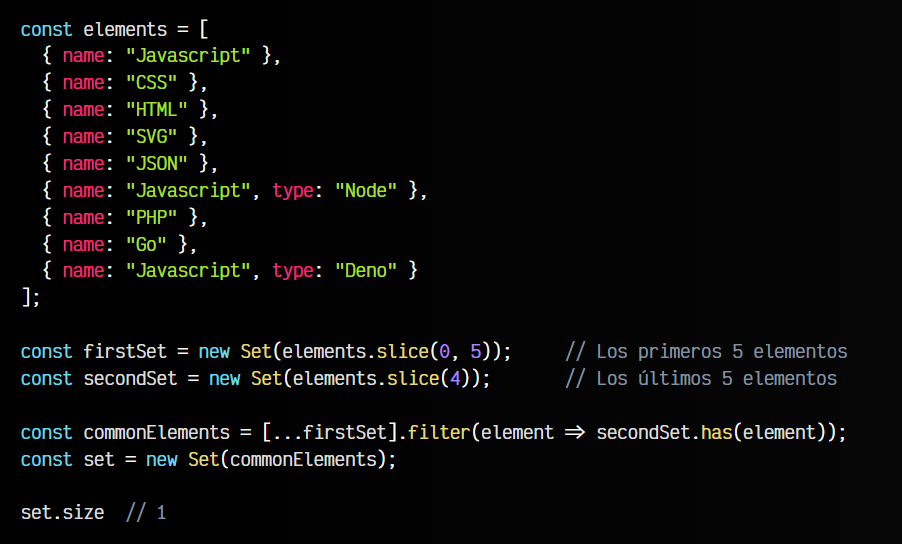 const elements = [
  { name: "Javascript" },
  { name: "CSS" },
  { name: "HTML" },
  { name: "SVG" },
  { name: "JSON" },
  { name: "Javascript", type: "Node" },
  { name: "PHP" },
  { name: "Go" },
  { name: "Javascript", type: "Deno" }
];

const firstSet = new Set(elements.slice(0, 5));     // Los primeros 5 elementos
const secondSet = new Set(elements.slice(4));       // Los últimos 5 elementos

const commonElements = [...firstSet].filter(element => secondSet.has(element));
const set = new Set(commonElements);

set.size  // 1